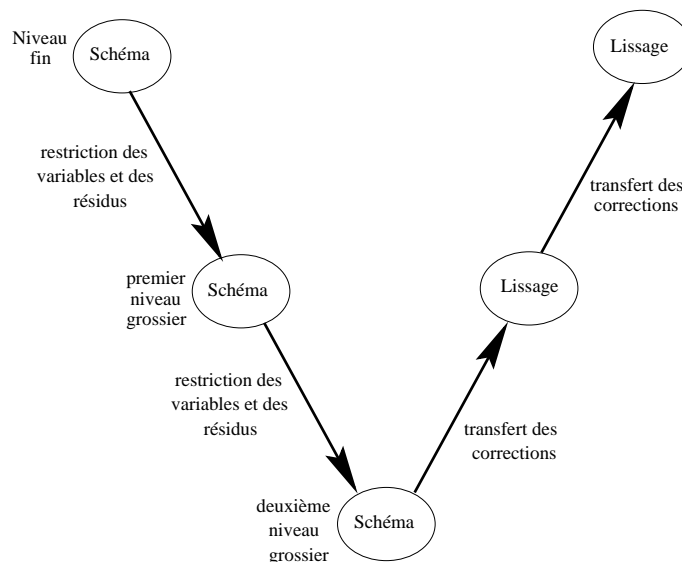 Niveau
fin
Schéma
Lissage
restriction des
variables et des
résidus
transfert des
corrections
premier
niveau
grossier
Schéma
Lissage
restriction des
variables et des
résidus
transfert des
corrections
deuxième
niveau
grossier
Schéma